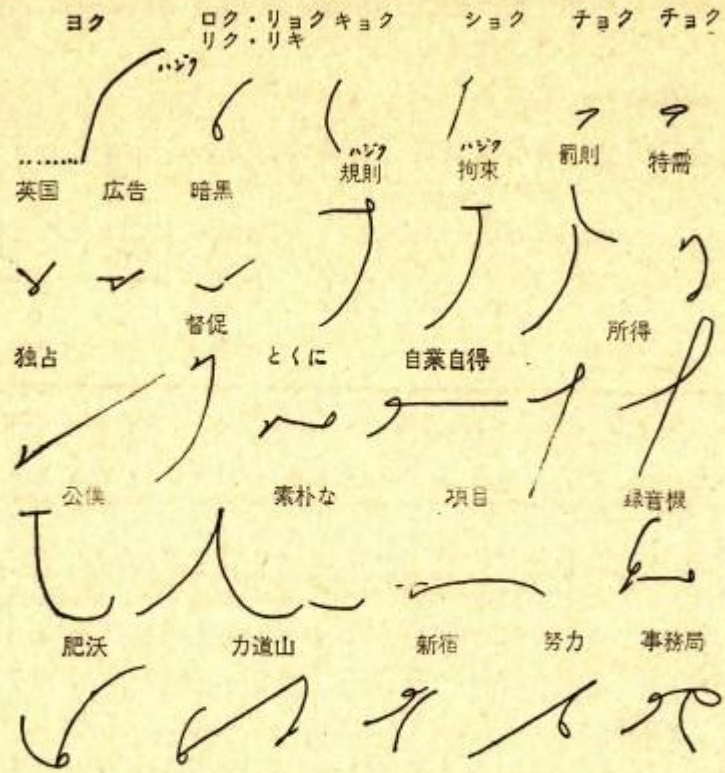 ヨク ロク・リョク キョク ショク チョク チョク
リク・リキ
ハジク
ハジク ハジク
英国 広告 暗黒 規則 拘束 罰則 特需
督促 所得
独占 とくに 自業自得
公僕 素朴な 項目 録音機
肥沃 力道山 新宿 努力 事務局